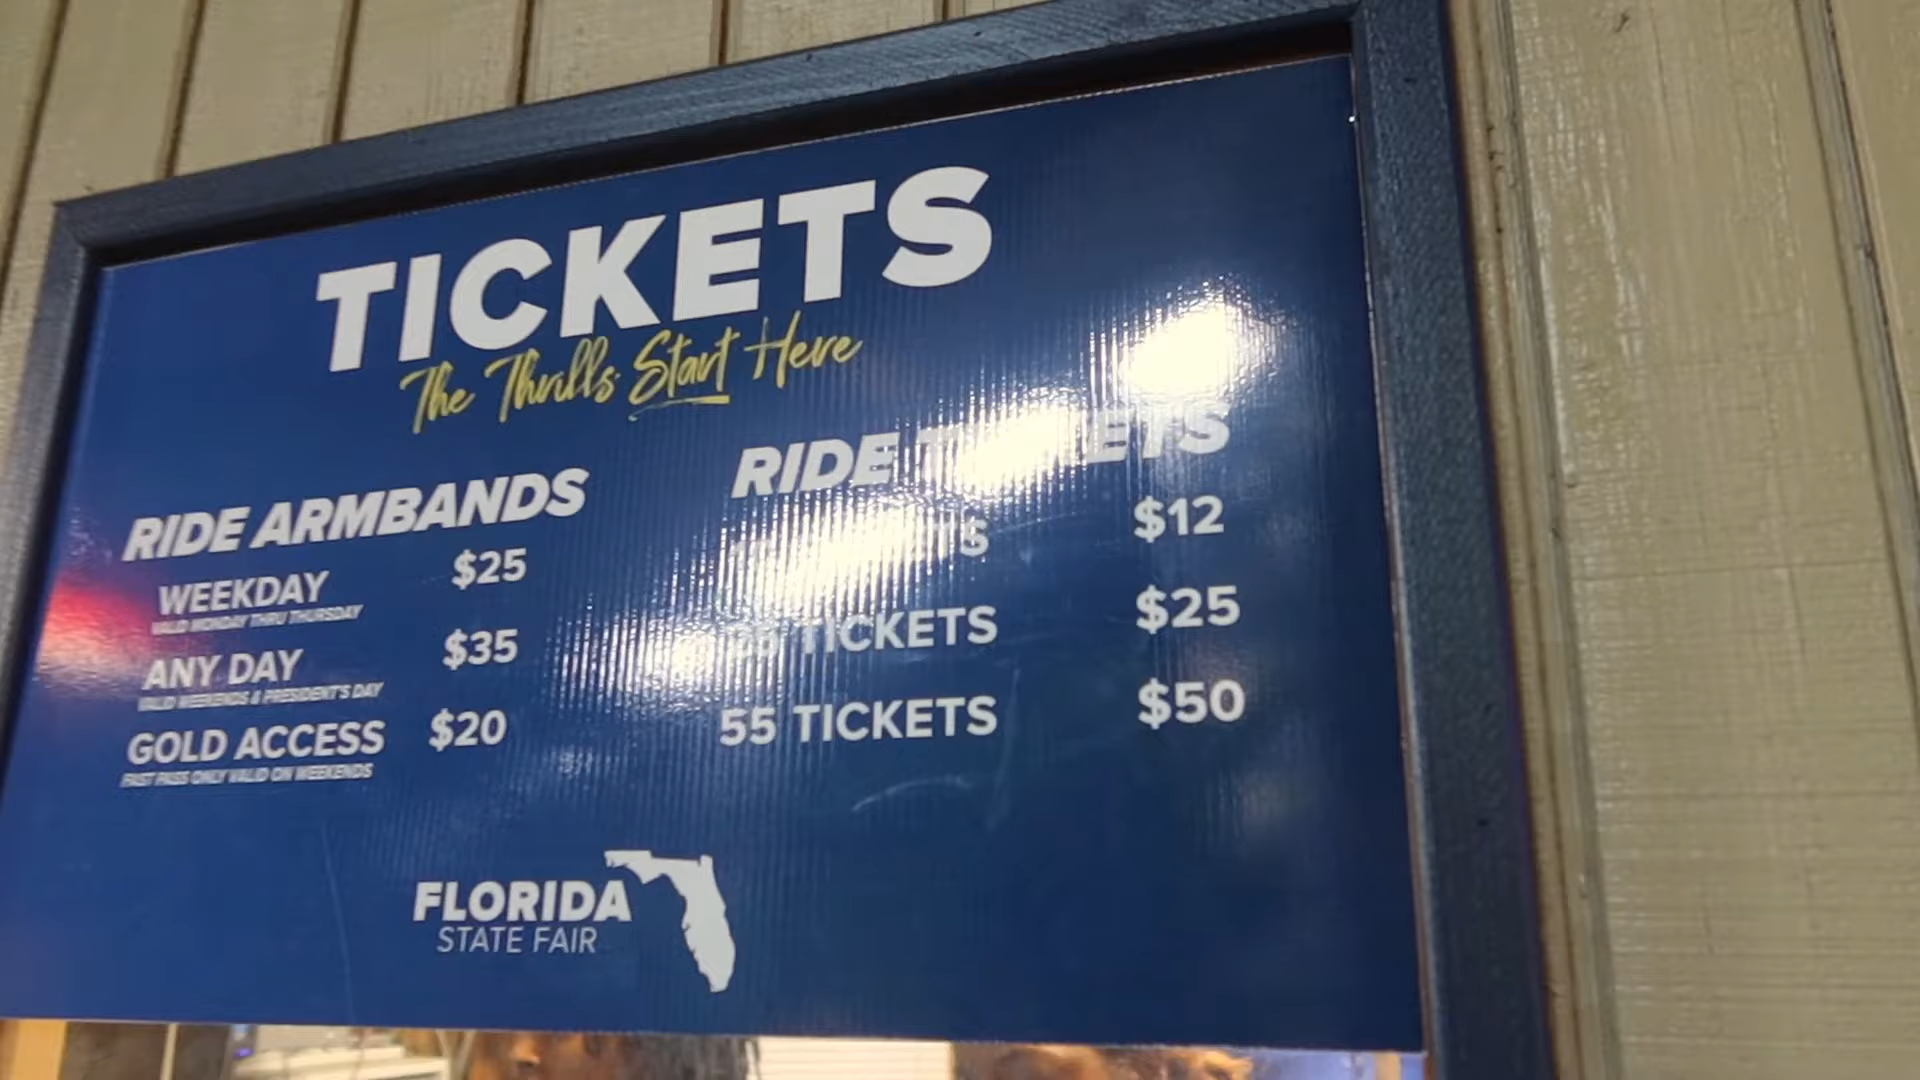 TICKETS
The Thrills Start Here
RIDE ARMBANDS
WEEKDAY $25
VALID MONDAY THRU THURSDAY
ANY DAY $35
VALID WEEKENDS & PRESIDENT'S DAY
GOLD ACCESS $20
FAST PASS ONLY VALID ON WEEKENDS
RIDE TICKETS
$12
TICKETS $25
55 TICKETS $50
FLORIDA
STATE FAIR